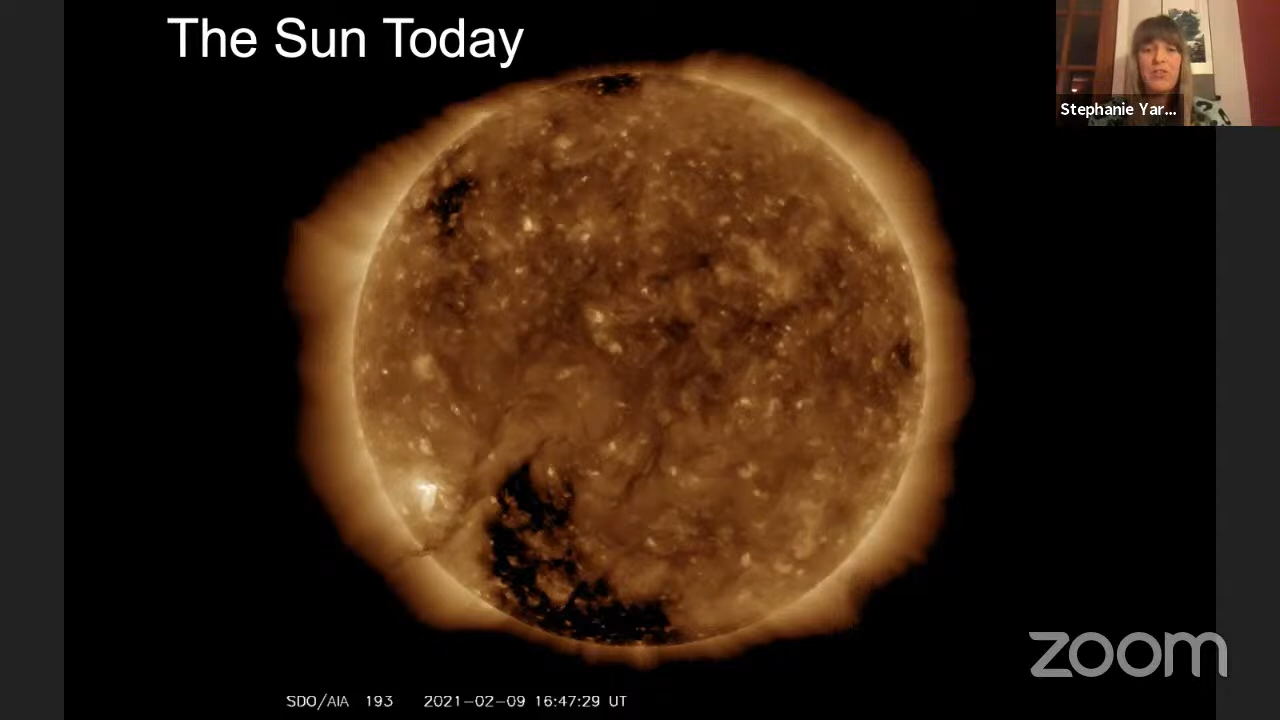 The Sun Today
Stephanie Yar...
zoom
SDO/AIA 193 2021-02-09 16:47:29 UT